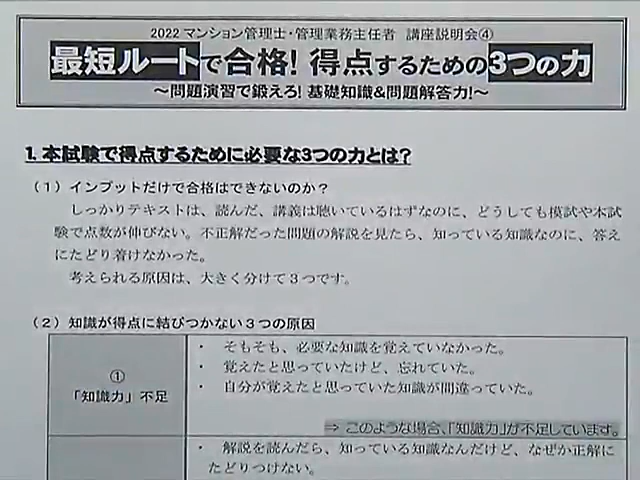 2022 マンション管理士・管理業務主任者 講座説明会④
最短ルートで合格! 得点するための3つの力
～問題演習で鍛えろ! 基礎知識&問題解答力!～
1. 本試験で得点するために必要な3つの力とは?
（1）インプットだけで合格はできないのか?
しっかりテキストは、読んだ、講義は聴いているはずなのに、どうしても模試や本試
験で点数が伸びない。不正解だった問題の解説を見たら、知っている知識なのに、答え
にたどり着けなかった。
考えられる原因は、大きく分けて3つです。
（2）知識が得点に結びつかない3つの原因
①
「知識力」不足
・ そもそも、必要な知識を覚えていなかった。
・ 覚えたと思っていたけど、忘れていた。
・ 自分が覚えたと思っていた知識が間違っていた。
⇒ このような場合、「知識力」が不足しています。
・ 解説を読んだら、知っている知識なんだけど、なぜか正解に
たどりつけない。